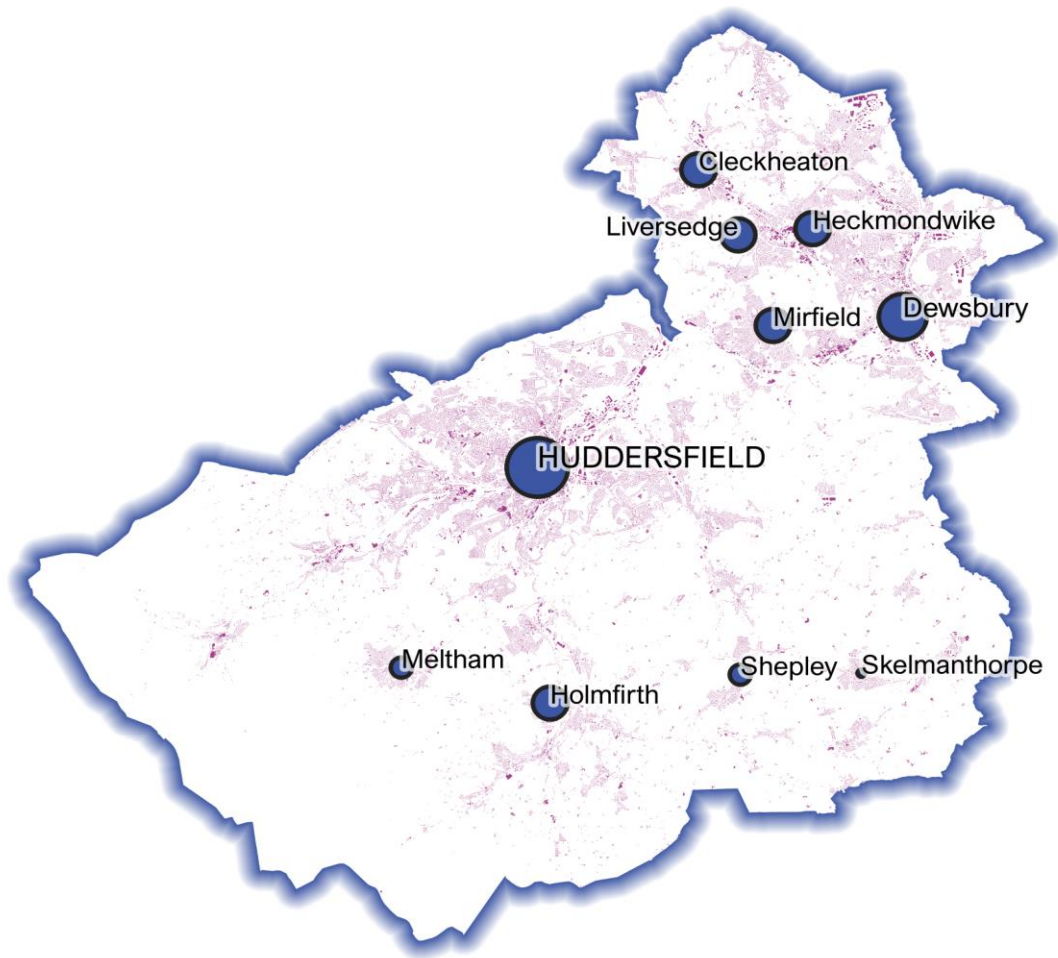 Cleckheaton
Liversedge
Heckmondwike
Mirfield
Dewsbury
HUDDERSFIELD
Meltham
Holmfirth
Shepley
Skelmanthorpe